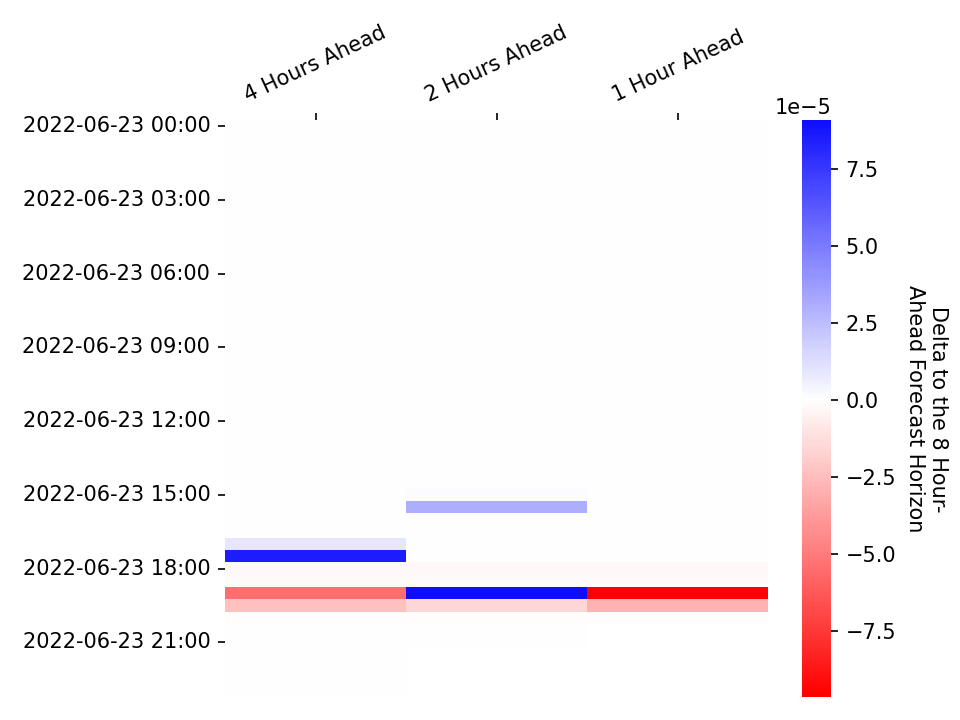 4 Hours Ahead
2 Hours Ahead
1 Hour Ahead
1e−5
2022-06-23 00:00
2022-06-23 03:00
2022-06-23 06:00
2022-06-23 09:00
2022-06-23 12:00
2022-06-23 15:00
2022-06-23 18:00
2022-06-23 21:00
7.5
5.0
2.5
0.0
−2.5
−5.0
−7.5
Delta to the 8 Hour-
Ahead Forecast Horizon